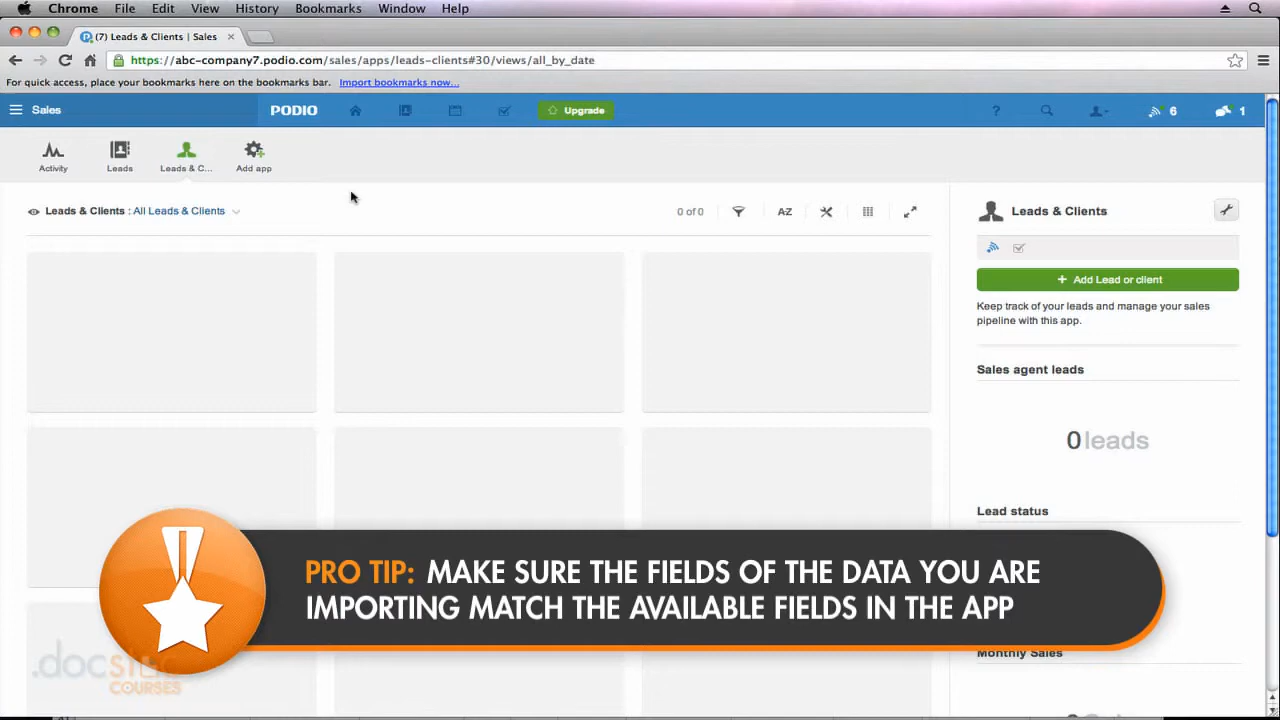 Chrome File Edit View History Bookmarks Window Help
(7) Leads & Clients | Sales
https://abc-company7.podio.com/sales/apps/leads-clients#30/views/all_by_date
For quick access, place your bookmarks here on the bookmarks bar. Import bookmarks now...
Sales PODIO Upgrade ? 6 1
Activity Leads Leads & C... Add app
Leads & Clients : All Leads & Clients 0 of 0 A-Z
Leads & Clients
+ Add Lead or client
Keep track of your leads and manage your sales
pipeline with this app.
Sales agent leads
0 leads
Lead status
PRO TIP: MAKE SURE THE FIELDS OF THE DATA YOU ARE
IMPORTING MATCH THE AVAILABLE FIELDS IN THE APP
Monthly Sales
.docstoc
COURSES